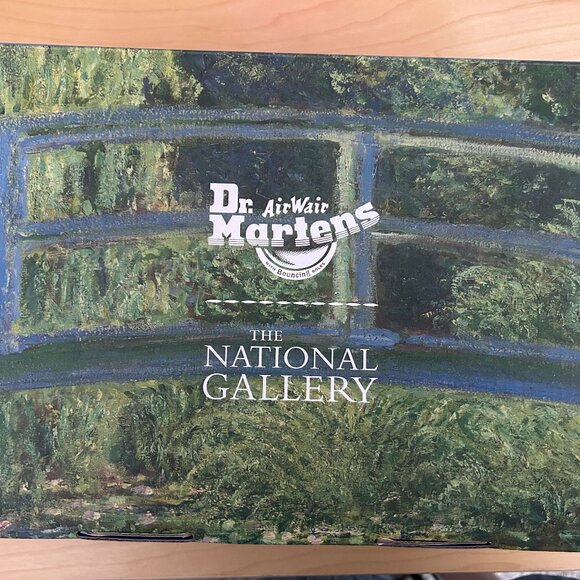 Dr. AirWair
Martens
WITH Bouncing SOLES
THE
NATIONAL
GALLERY